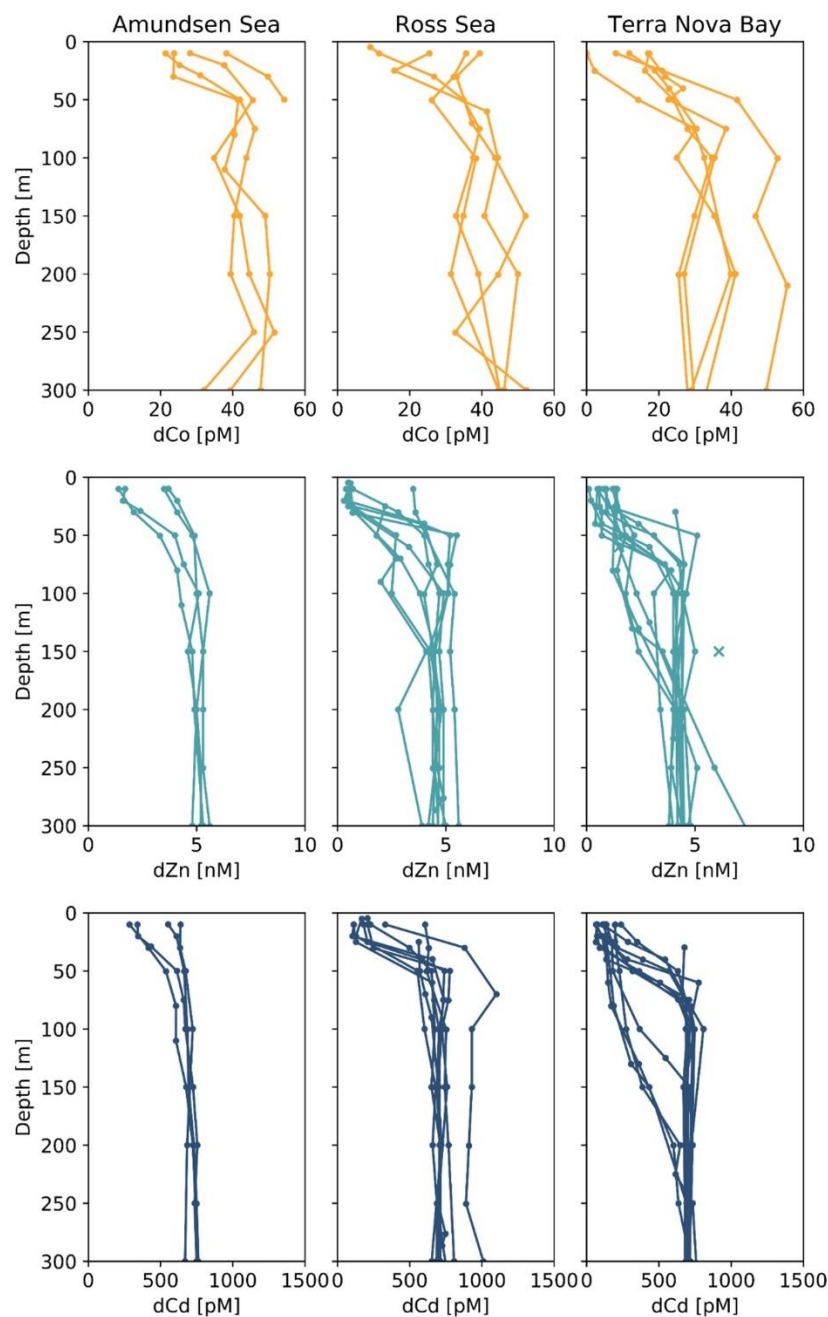 Amundsen Sea Ross Sea Terra Nova Bay
0
50
100
150
200
250
300
Depth [m]
0 20 40 60 0 20 40 60 0 20 40 60
dCo [pM] dCo [pM] dCo [pM]
0
50
100
150
200
250
300
Depth [m]
0 5 10 0 5 10 0 5 10
dZn [nM] dZn [nM] dZn [nM]
0
50
100
150
200
250
300
Depth [m]
0 500 1000 1500 0 500 1000 1500 0 500 1000 1500
dCd [pM] dCd [pM] dCd [pM]